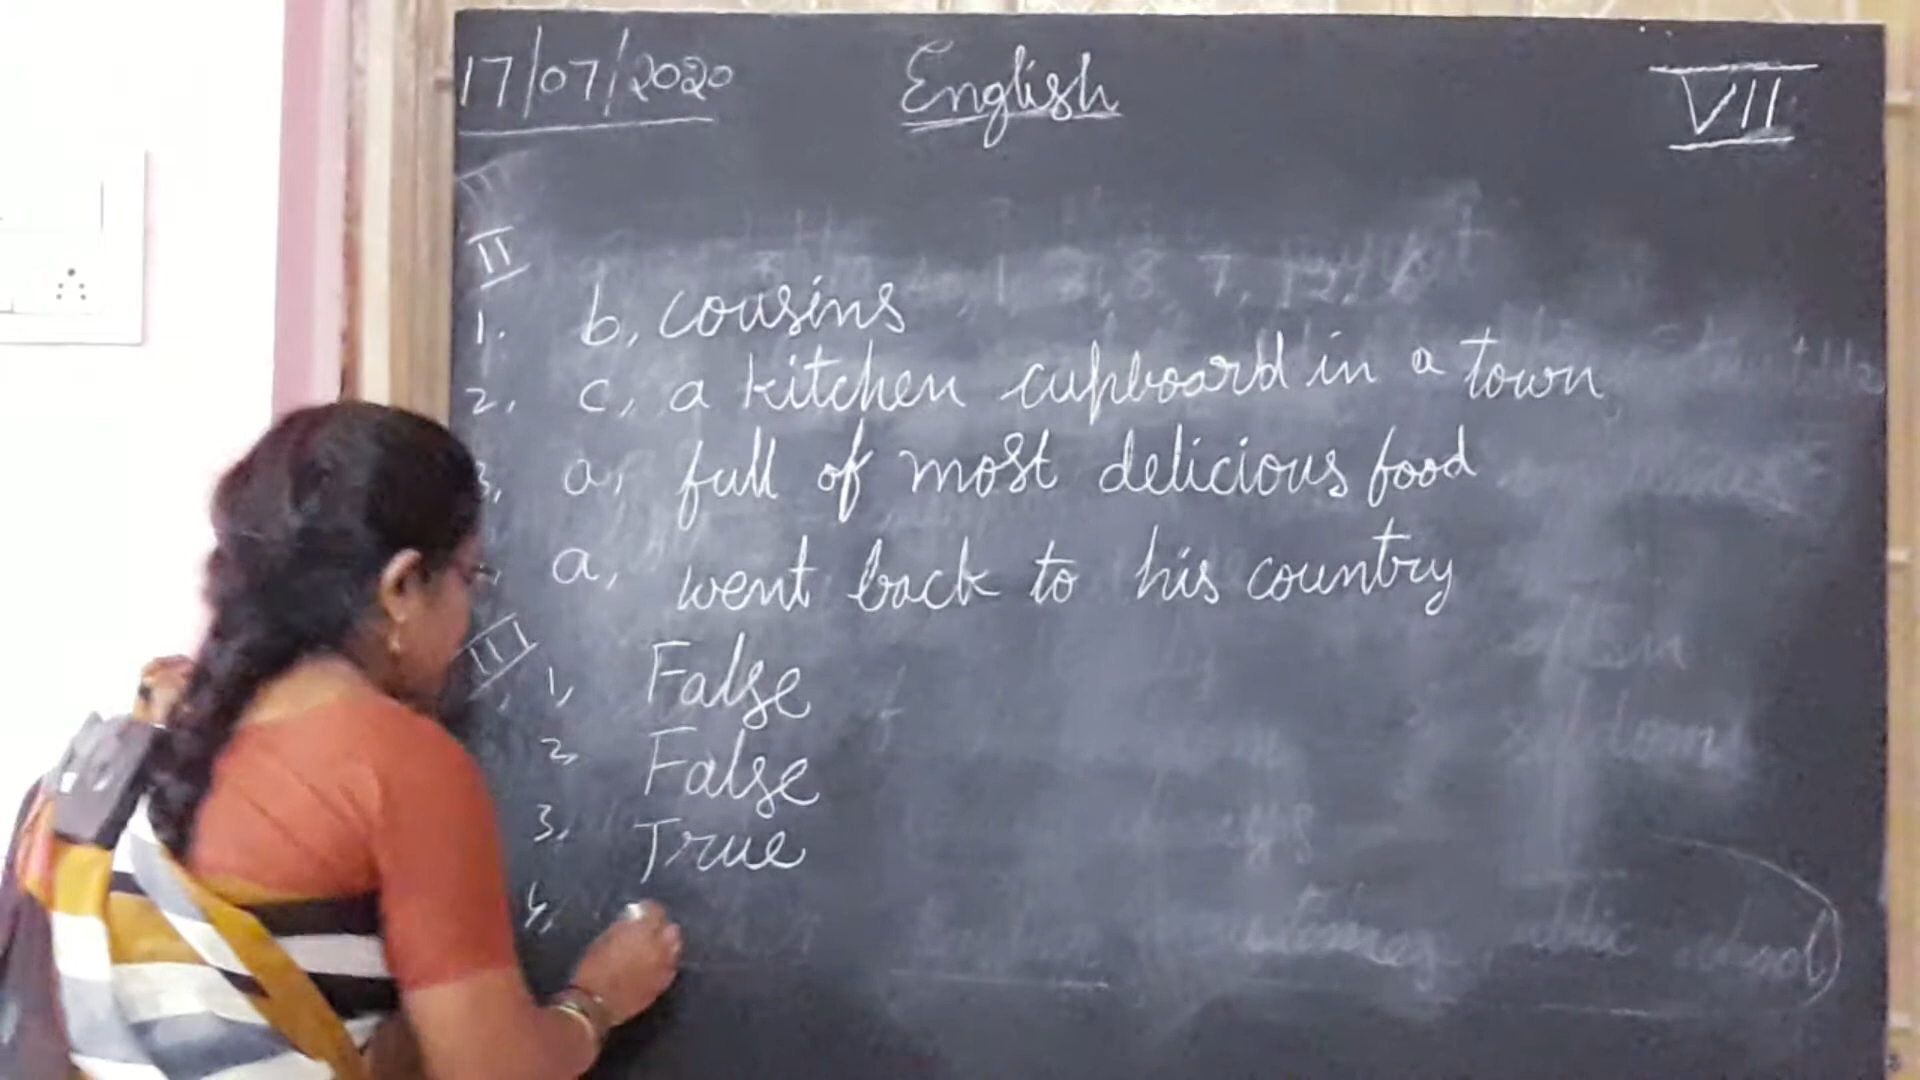 17/07/2020 English VII
II
1. b, cousins
2, c, a kitchen cupboard in a town
3, a, full of most delicious food
a, went back to his country
III
1, False
2, False
3, True
4,